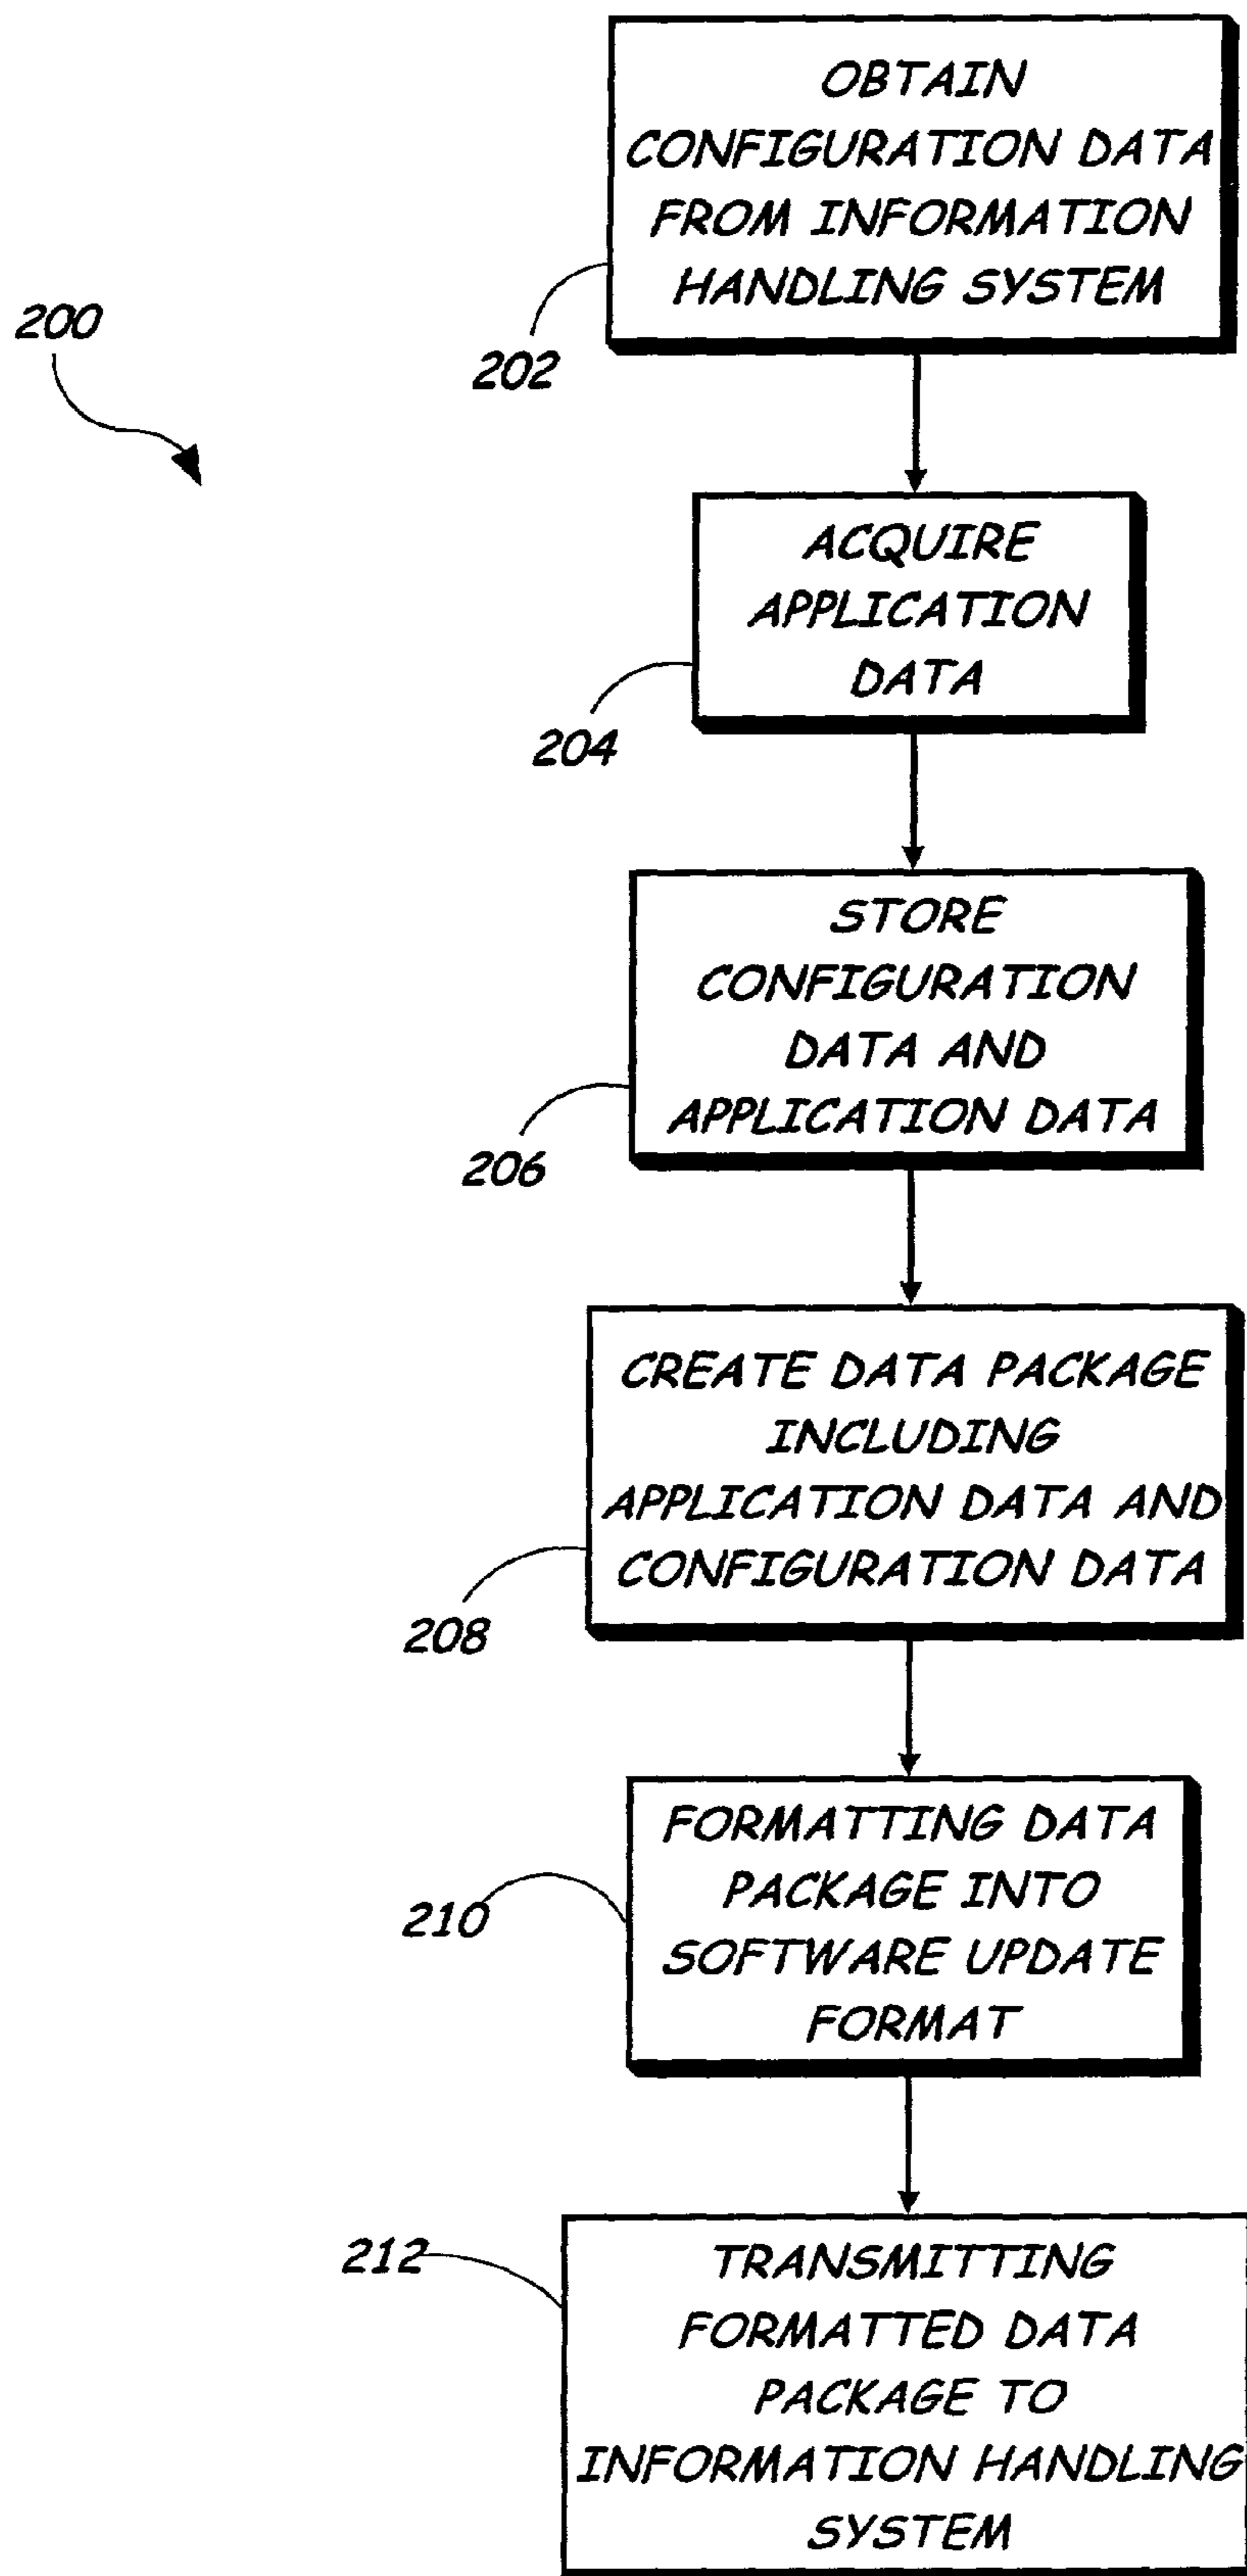 OBTAIN
CONFIGURATION DATA
FROM INFORMATION
HANDLING SYSTEM
200
202
ACQUIRE
APPLICATION
DATA
204
STORE
CONFIGURATION
DATA AND
APPLICATION DATA
206
CREATE DATA PACKAGE
INCLUDING
APPLICATION DATA AND
CONFIGURATION DATA
208
FORMATTING DATA
PACKAGE INTO
SOFTWARE UPDATE
FORMAT
210
212
TRANSMITTING
FORMATTED DATA
PACKAGE TO
INFORMATION HANDLING
SYSTEM